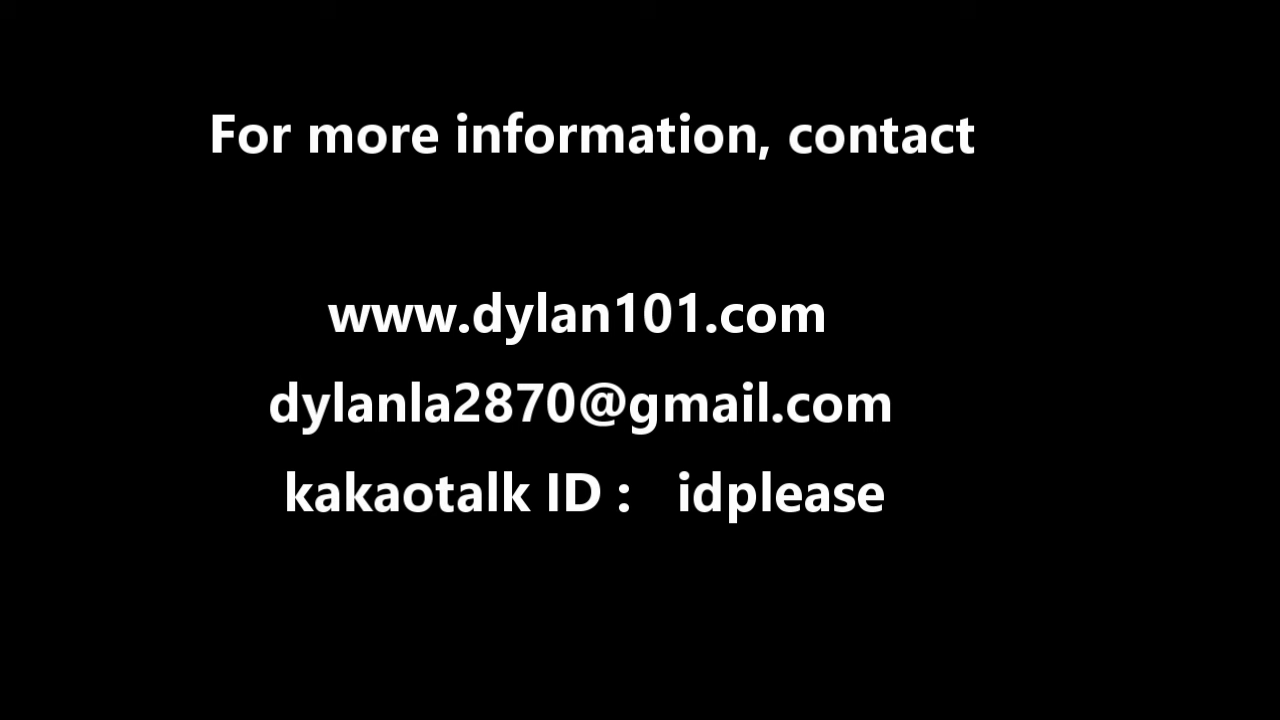 For more information, contact
www.dylan101.com
dylanla2870@gmail.com
kakaotalk ID : idplease